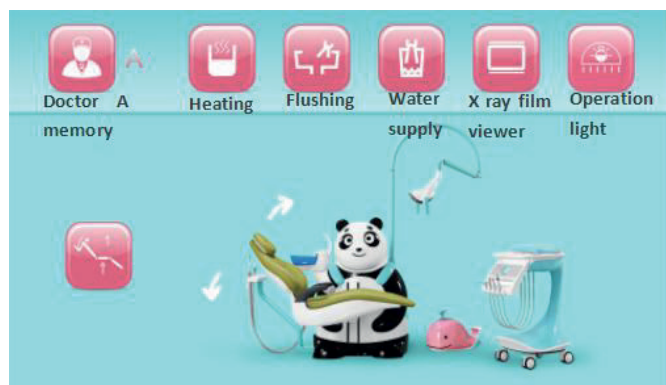 Doctor A
memory
A
Heating
Flushing
Water
supply
X ray film
viewer
Operation
light